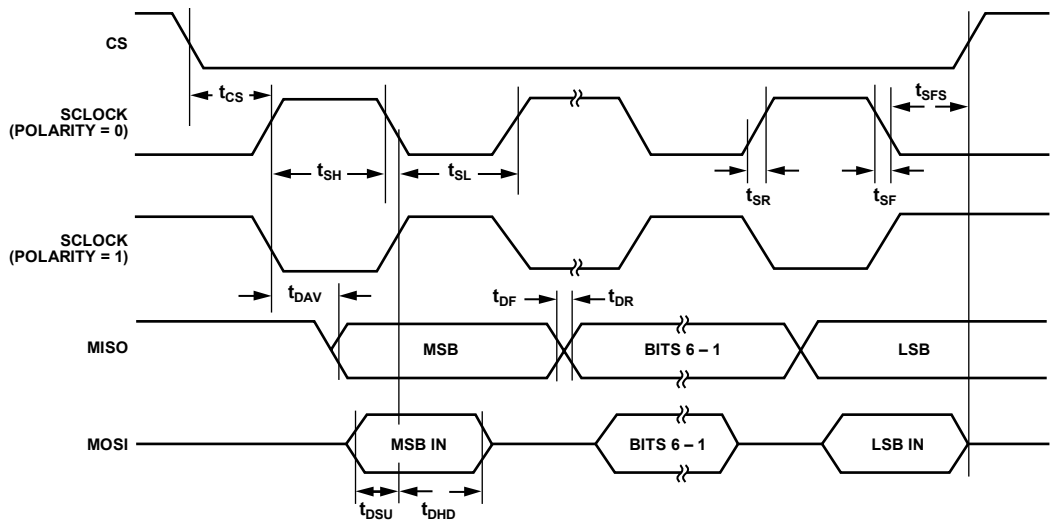 CS
tCS
tSFS
SCLOCK
(POLARITY = 0)
tSH
tSL
tSR
tSF
SCLOCK
(POLARITY = 1)
tDAV
tDF
tDR
MISO
MSB
BITS 6 – 1
LSB
MOSI
MSB IN
BITS 6 – 1
LSB IN
tDSU
tDHD